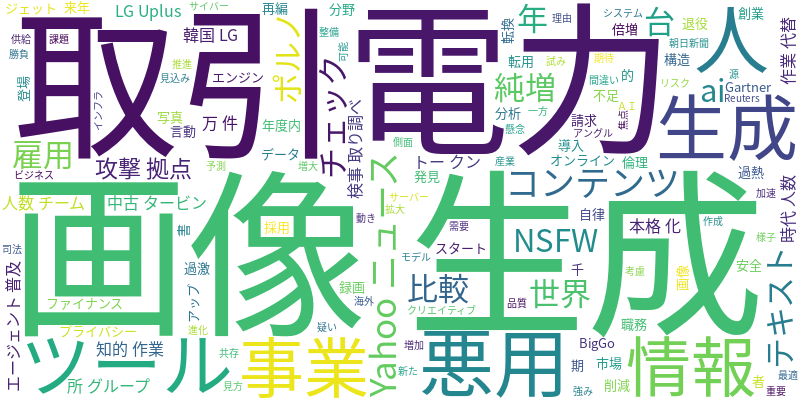 ジェット 来年
LG Uplus
サイバー
再編
分野
年
台
人
システム
理由
創業
取引
電力
供給
課題
韓国 LG
整備
転換
倍増
退役
朝日新聞
作業 代替
勝負
推進
見込み
エンジン
可能
転用
期待
試み
構造
登場
ポルノ
チェック
純増
的
間違い
リスク
源
インフラ
写真
言動
万 件
不足
ai
Gartner
Reuters
雇用
攻撃 拠点
年度内
検事 取り調べ
分析
一方
AI
焦点
生成
ビジネス
データ
側面
懸念
請求
アングル
導入
産業
オンライン
倫理
過熱
予測
増大
トー クン
発見
コンテンツ
加速
時代 人数
人数 チーム
中古 タービン
画像
生成
サーバー
拡大
需要
自律
本格 化
作成
様子
書
採用
動き
スタート
NSFW
テキスト
司法
過激
アップ
録画
海外
モデル
千
画像
考慮
安全
エージェント 普及
ファイナンス
Yahoo ニュース
比較
世界
品質
クリエイティブ
職務
プライバシー
進化
疑い
知的 作業
ツール
事業
増加
悪用
BigGo
市場
情報
所 グループ
共存
見方
新た
強み
期
削減
者
最適
重要